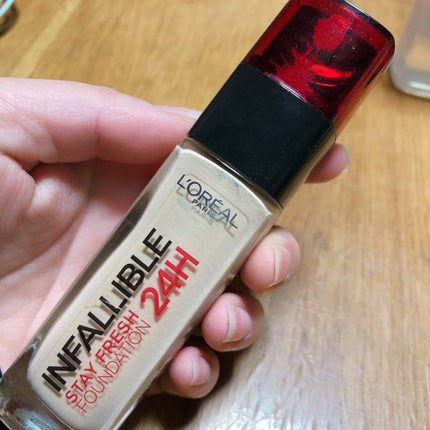 L'ORÉAL
PARIS
INFALLIBLE
24H
STAY FRESH
FOUNDATION